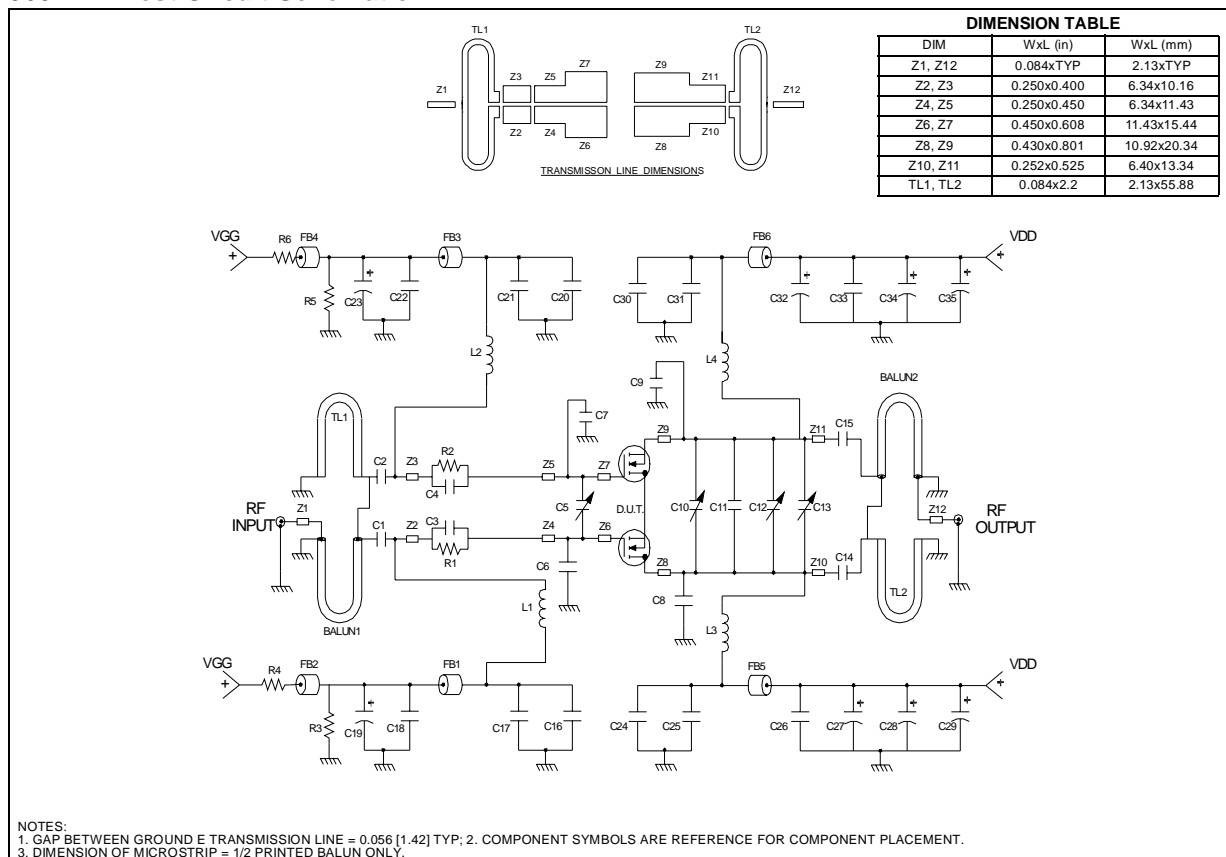 TL1
TL2
Z7
Z9
Z3
Z5
Z11
Z1
Z12
Z2
Z4
Z10
Z6
Z8
TRANSMISSON LINE DIMENSIONS
DIMENSION TABLE
DIM WxL (in) WxL (mm)
Z1, Z12 0.084xTYP 2.13xTYP
Z2, Z3 0.250x0.400 6.34x10.16
Z4, Z5 0.250x0.450 6.34x11.43
Z6, Z7 0.450x0.608 11.43x15.44
Z8, Z9 0.430x0.801 10.92x20.34
Z10, Z11 0.252x0.525 6.40x13.34
TL1, TL2 0.084x2.2 2.13x55.88
VGG R6 FB4 FB3 FB6 VDD
+ +
R5 C23 + C22 C21 C20 C30 C31 C32 + C33 C34 + C35 +
L2 L4
C9 BALUN2
TL1 C7 C15
C2 Z3 R2 Z5 Z7 Z9 Z11
C4
RF INPUT Z1 C5 D.U.T. C10 C11 C12 C13 Z12 RF OUTPUT
C1 Z2 C3 Z4 Z6
R1 C6 Z8 Z10 C14
C8 TL2
L1 L3
BALUN1
VGG R4 FB2 FB1 FB5 VDD
+ +
R3 C19 + C18 C17 C16 C24 C25 C26 C27 + C28 + C29 +
NOTES:
1. GAP BETWEEN GROUND E TRANSMISSION LINE = 0.056 [1.42] TYP; 2. COMPONENT SYMBOLS ARE REFERENCE FOR COMPONENT PLACEMENT.
3. DIMENSION OF MICROSTRIP = 1/2 PRINTED BALUN ONLY.